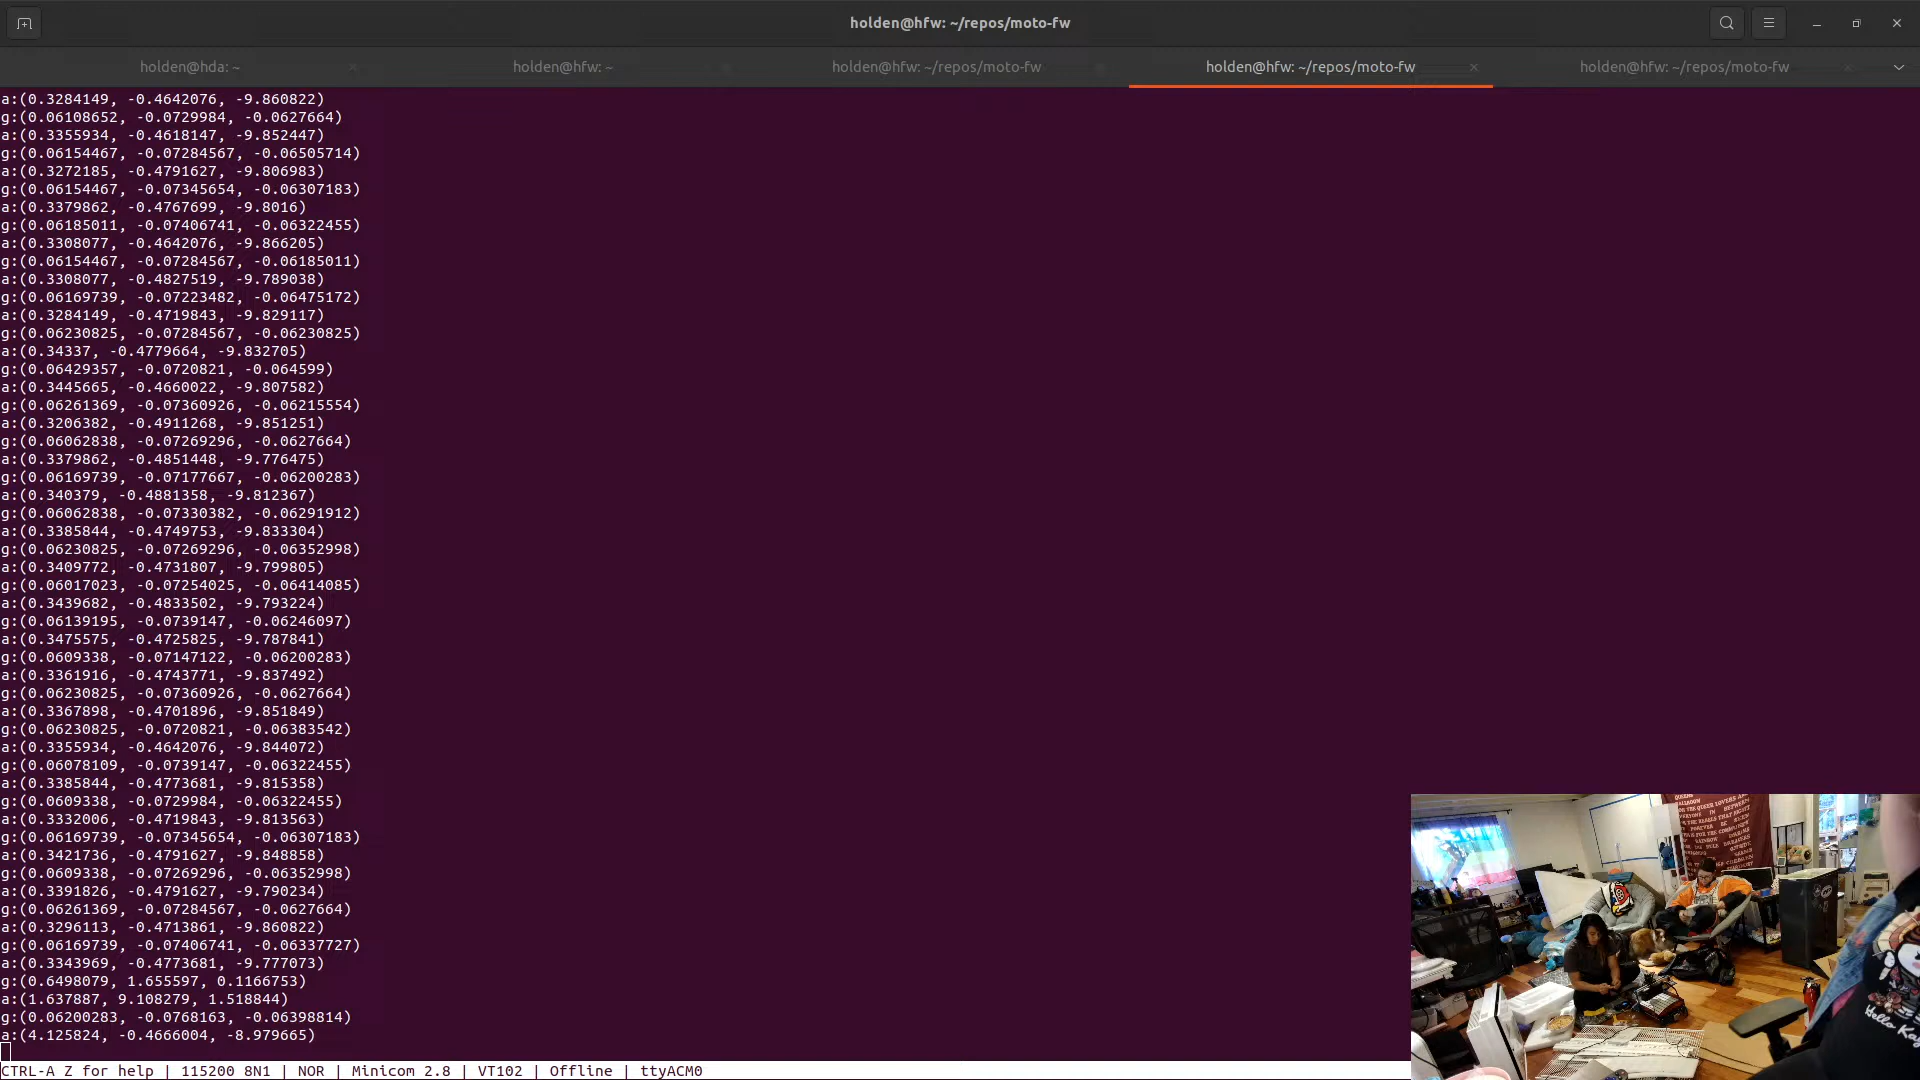 holden@hfw: ~/repos/moto-fw
holden@hda: ~
holden@hfw: ~
holden@hfw: ~/repos/moto-fw
holden@hfw: ~/repos/moto-fw
holden@hfw: ~/repos/moto-fw
a:(0.3284149, -0.4642076, -9.860822)
g:(0.06108652, -0.0729984, -0.0627664)
a:(0.3355934, -0.4618147, -9.852447)
g:(0.06154467, -0.07284567, -0.06505714)
a:(0.3272185, -0.4791627, -9.806983)
g:(0.06154467, -0.07345654, -0.06307183)
a:(0.3379862, -0.4767699, -9.8016)
g:(0.06185011, -0.07406741, -0.06322455)
a:(0.3308077, -0.4642076, -9.866205)
g:(0.06154467, -0.07284567, -0.06185011)
a:(0.3308077, -0.4827519, -9.789038)
g:(0.06169739, -0.07223482, -0.06475172)
a:(0.3284149, -0.4719843, -9.829117)
g:(0.06230825, -0.07284567, -0.06230825)
a:(0.34337, -0.4779664, -9.832705)
g:(0.06429357, -0.0720821, -0.064599)
a:(0.3445665, -0.4660022, -9.807582)
g:(0.06261369, -0.07360926, -0.06215554)
a:(0.3206382, -0.4911268, -9.851251)
g:(0.06062838, -0.07269296, -0.0627664)
a:(0.3379862, -0.4851448, -9.776475)
g:(0.06169739, -0.07177667, -0.06200283)
a:(0.340379, -0.4881358, -9.812367)
g:(0.06062838, -0.07330382, -0.06291912)
a:(0.3385844, -0.4749753, -9.833304)
g:(0.06230825, -0.07269296, -0.06352998)
a:(0.3409772, -0.4731807, -9.799805)
g:(0.06017023, -0.07254025, -0.06414085)
a:(0.3439682, -0.4833502, -9.793224)
g:(0.06139195, -0.0739147, -0.06246097)
a:(0.3475575, -0.4725825, -9.787841)
g:(0.0609338, -0.07147122, -0.06200283)
a:(0.3361916, -0.4743771, -9.837492)
g:(0.06230825, -0.07360926, -0.0627664)
a:(0.3367898, -0.4701896, -9.851849)
g:(0.06230825, -0.0720821, -0.06383542)
a:(0.3355934, -0.4642076, -9.844072)
g:(0.06078109, -0.0739147, -0.06322455)
a:(0.3385844, -0.4773681, -9.815358)
g:(0.0609338, -0.0729984, -0.06322455)
a:(0.3332006, -0.4719843, -9.813563)
g:(0.06169739, -0.07345654, -0.06307183)
a:(0.3421736, -0.4791627, -9.848858)
g:(0.0609338, -0.07269296, -0.06352998)
a:(0.3391826, -0.4791627, -9.790234)
g:(0.06261369, -0.07284567, -0.0627664)
a:(0.3296113, -0.4713861, -9.860822)
g:(0.06169739, -0.07406741, -0.06337727)
a:(0.3343969, -0.4773681, -9.777073)
g:(0.6498079, 1.655597, 0.1166753)
a:(1.637887, 9.108279, 1.518844)
g:(0.06200283, -0.0768163, -0.06398814)
a:(4.125824, -0.4666004, -8.979665)
CTRL-A Z for help | 115200 8N1 | NOR | Minicom 2.8 | VT102 | Offline | ttyACM0
Hello